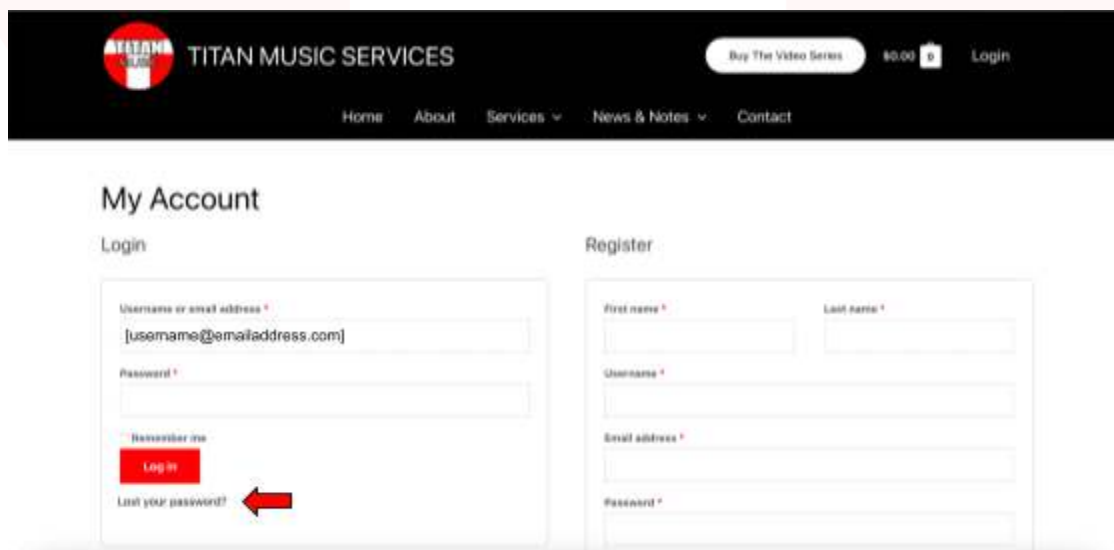 TITAN
MUSIC
TITAN MUSIC SERVICES
Buy The Video Series
$0.00
0
Login
Home About Services News & Notes Contact
My Account
Login
Username or email address *
[username@emailaddress.com]
Password *
Remember me
Log in
Lost your password?
Register
First name * Last name *
Username *
Email address *
Password *